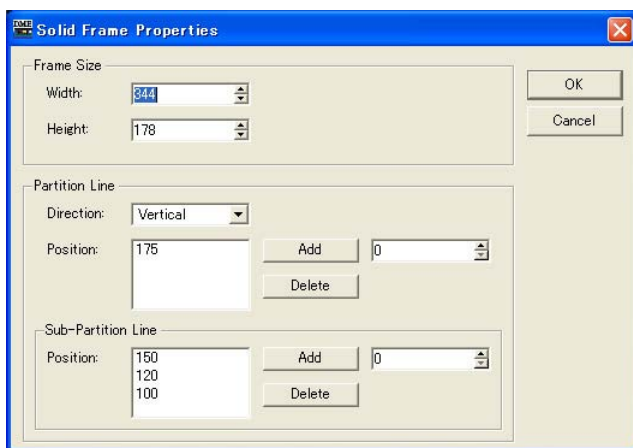 DME
Solid Frame Properties
Frame Size
Width: 344
Height: 178
OK
Cancel
Partition Line
Direction: Vertical
Position: 175
Add 0
Delete
Sub-Partition Line
Position: 150
120
100
Add 0
Delete